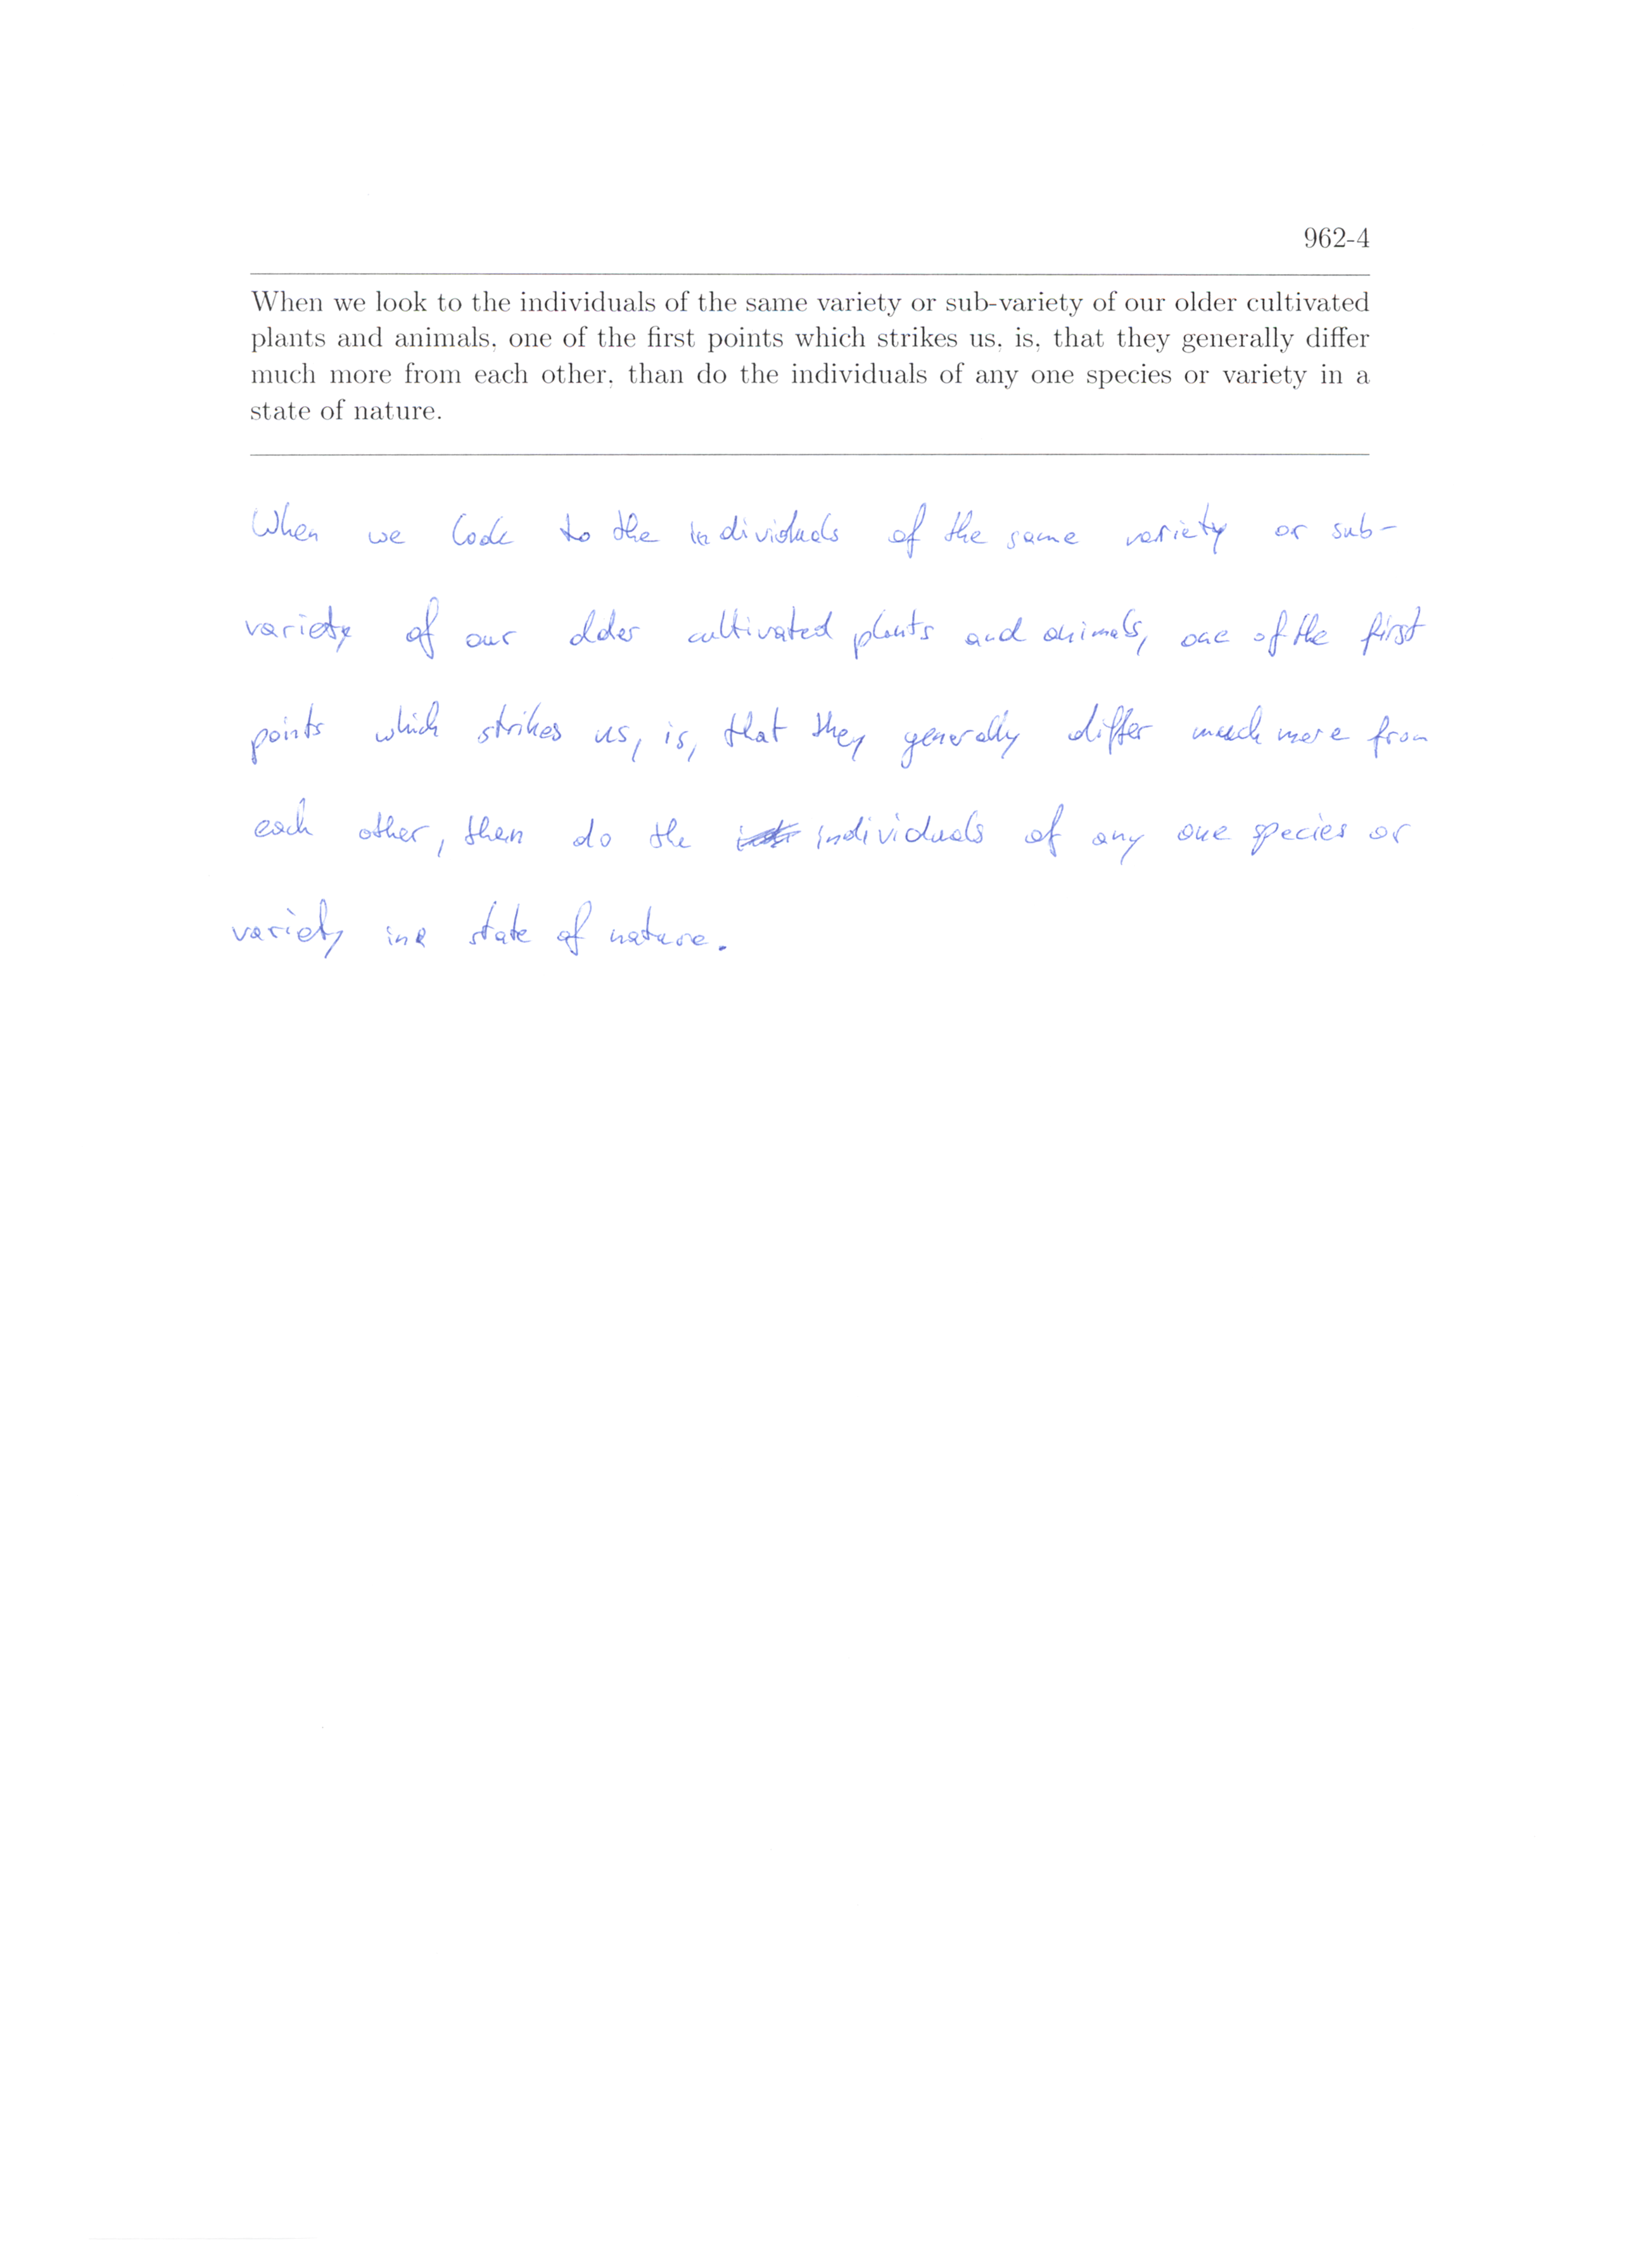 962-4
When we look to the individuals of the same variety or sub-variety of our older cultivated
plants and animals, one of the first points which strikes us, is, that they generally differ
much more from each other, than do the individuals of any one species or variety in a
state of nature.
When we look to the individuals of the same variety or sub-
variety of our older cultivated plants and animals, one of the first
points which strikes us, is, that they generally differ much more from
each other, than do the individuals of any one species or
variety in a state of nature.